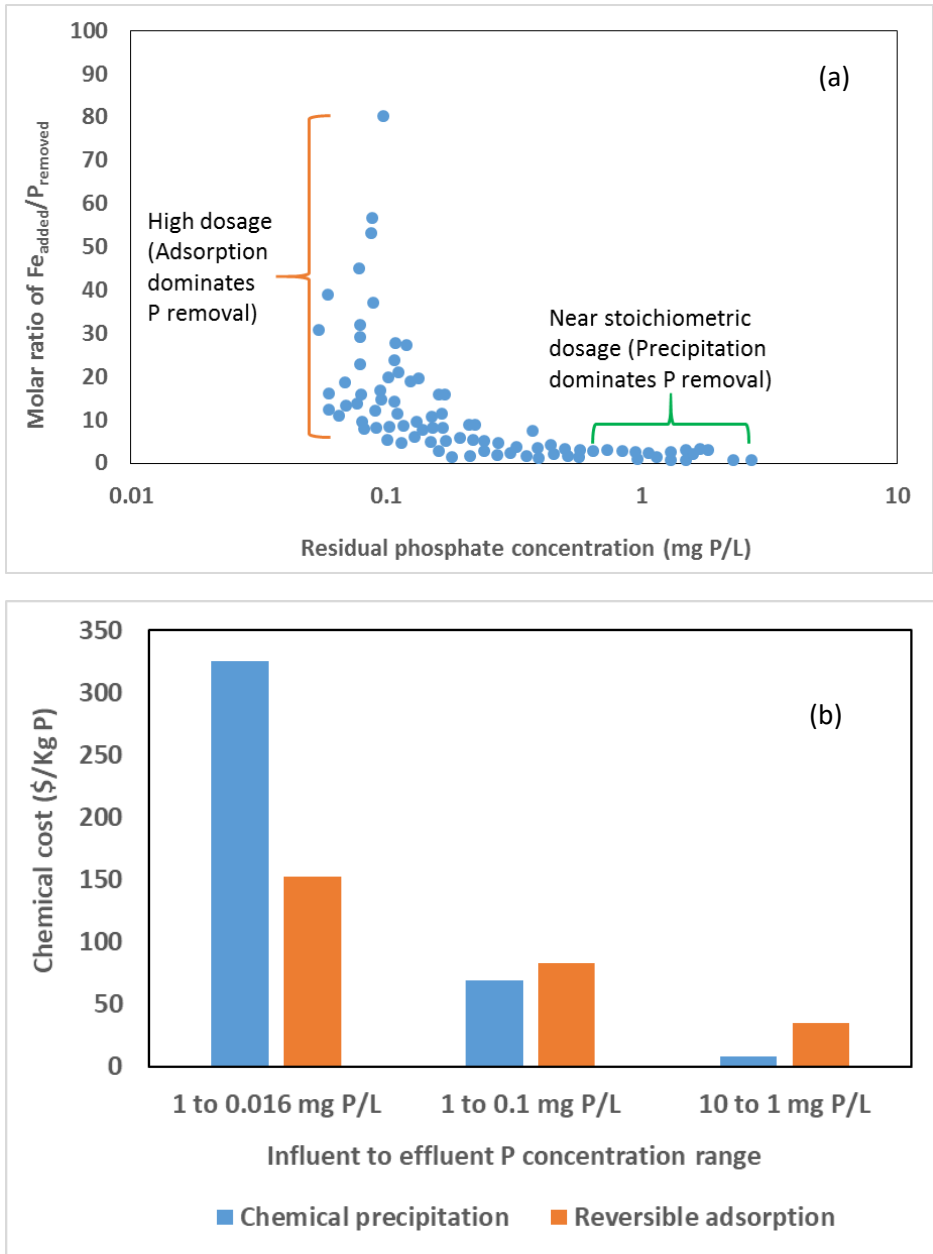 (a)
Molar ratio of Fe_added/P_removed
100
90
80
70
60
50
40
30
20
10
0
High dosage
(Adsorption
dominates
P removal)
Near stoichiometric
dosage (Precipitation
dominates P removal)
0.01 0.1 1 10
Residual phosphate concentration (mg P/L)
(b)
Chemical cost ($/Kg P)
350
300
250
200
150
100
50
0
1 to 0.016 mg P/L 1 to 0.1 mg P/L 10 to 1 mg P/L
Influent to effluent P concentration range
Chemical precipitation Reversible adsorption